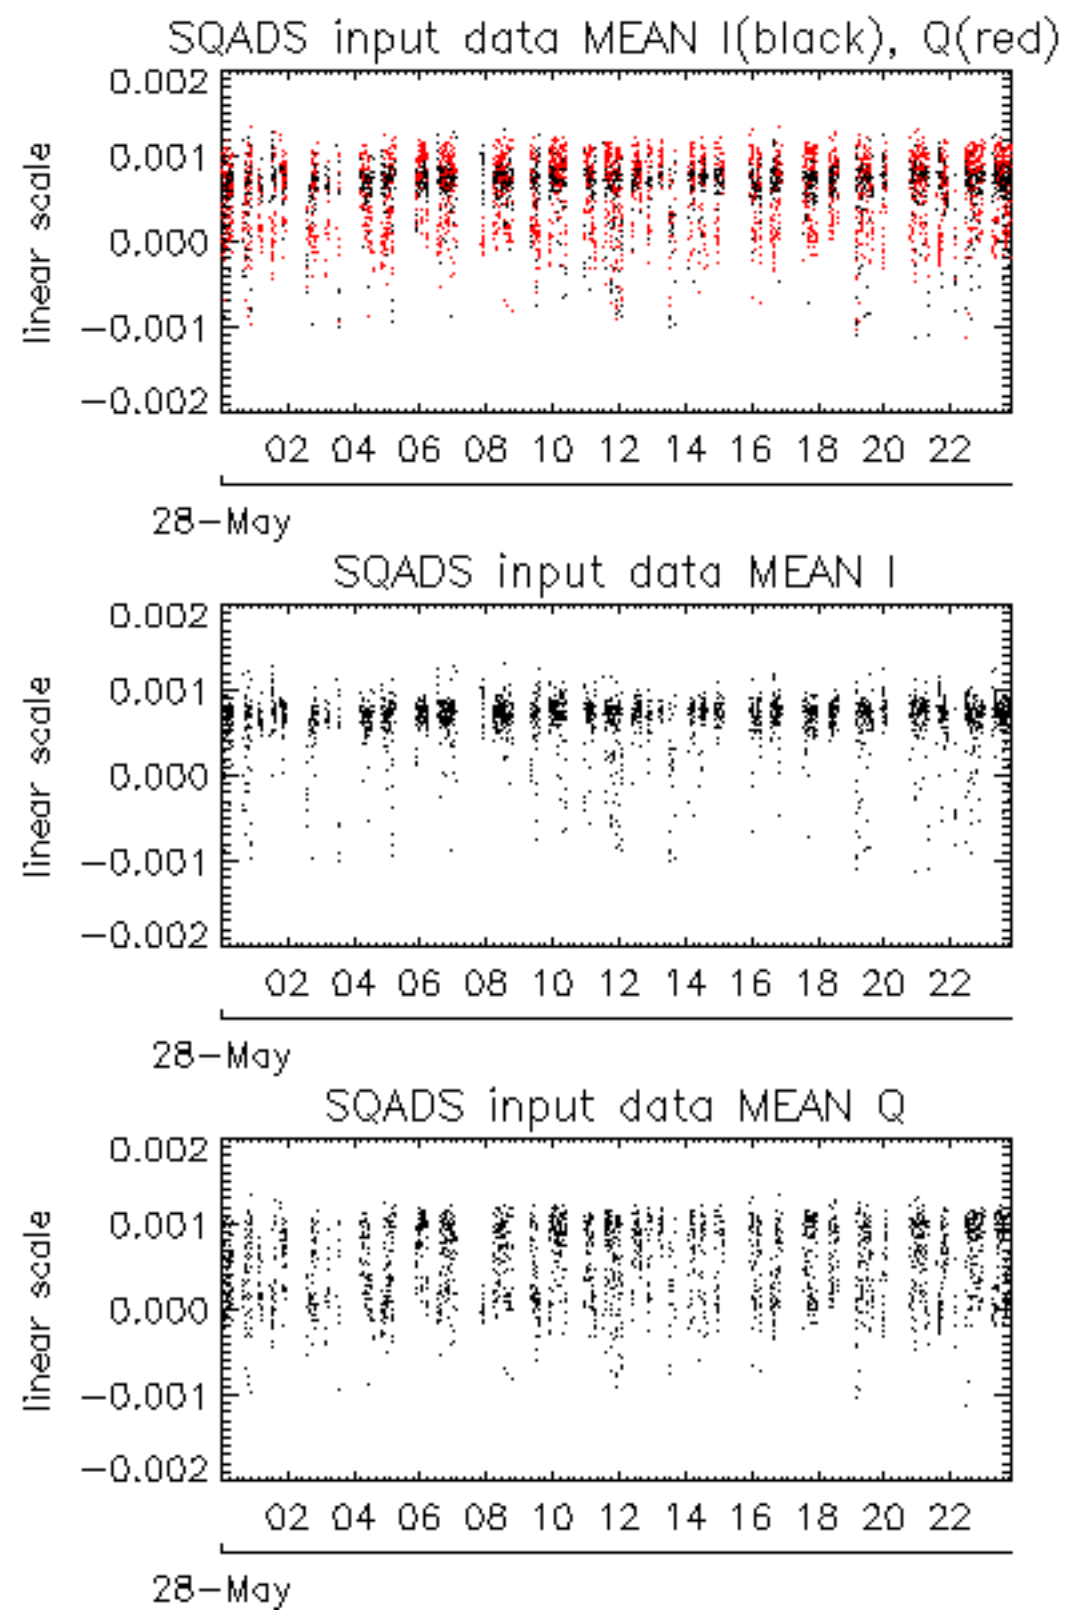 SQADS input data MEAN I(black), Q(red)
0.002
0.001
0.000
−0.001
−0.002
linear scale
02 04 06 08 10 12 14 16 18 20 22
28−May
SQADS input data MEAN I
0.002
0.001
0.000
−0.001
−0.002
linear scale
02 04 06 08 10 12 14 16 18 20 22
28−May
SQADS input data MEAN Q
0.002
0.001
0.000
−0.001
−0.002
linear scale
02 04 06 08 10 12 14 16 18 20 22
28−May